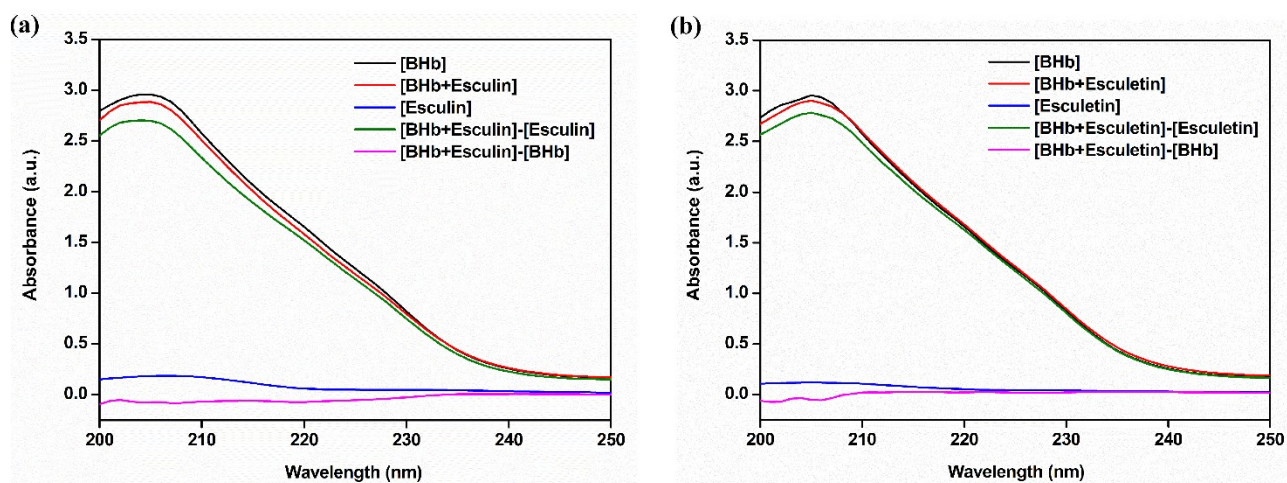 (a)
3.5
3.0
2.5
2.0
1.5
1.0
0.5
0.0
Absorbance (a.u.)
[BHb]
[BHb+Esculin]
[Esculin]
[BHb+Esculin]-[Esculin]
[BHb+Esculin]-[BHb]
200 210 220 230 240 250
Wavelength (nm)
(b)
3.5
3.0
2.5
2.0
1.5
1.0
0.5
0.0
Absorbance (a.u.)
[BHb]
[BHb+Esculetin]
[Esculetin]
[BHb+Esculetin]-[Esculetin]
[BHb+Esculetin]-[BHb]
200 210 220 230 240 250
Wavelength (nm)